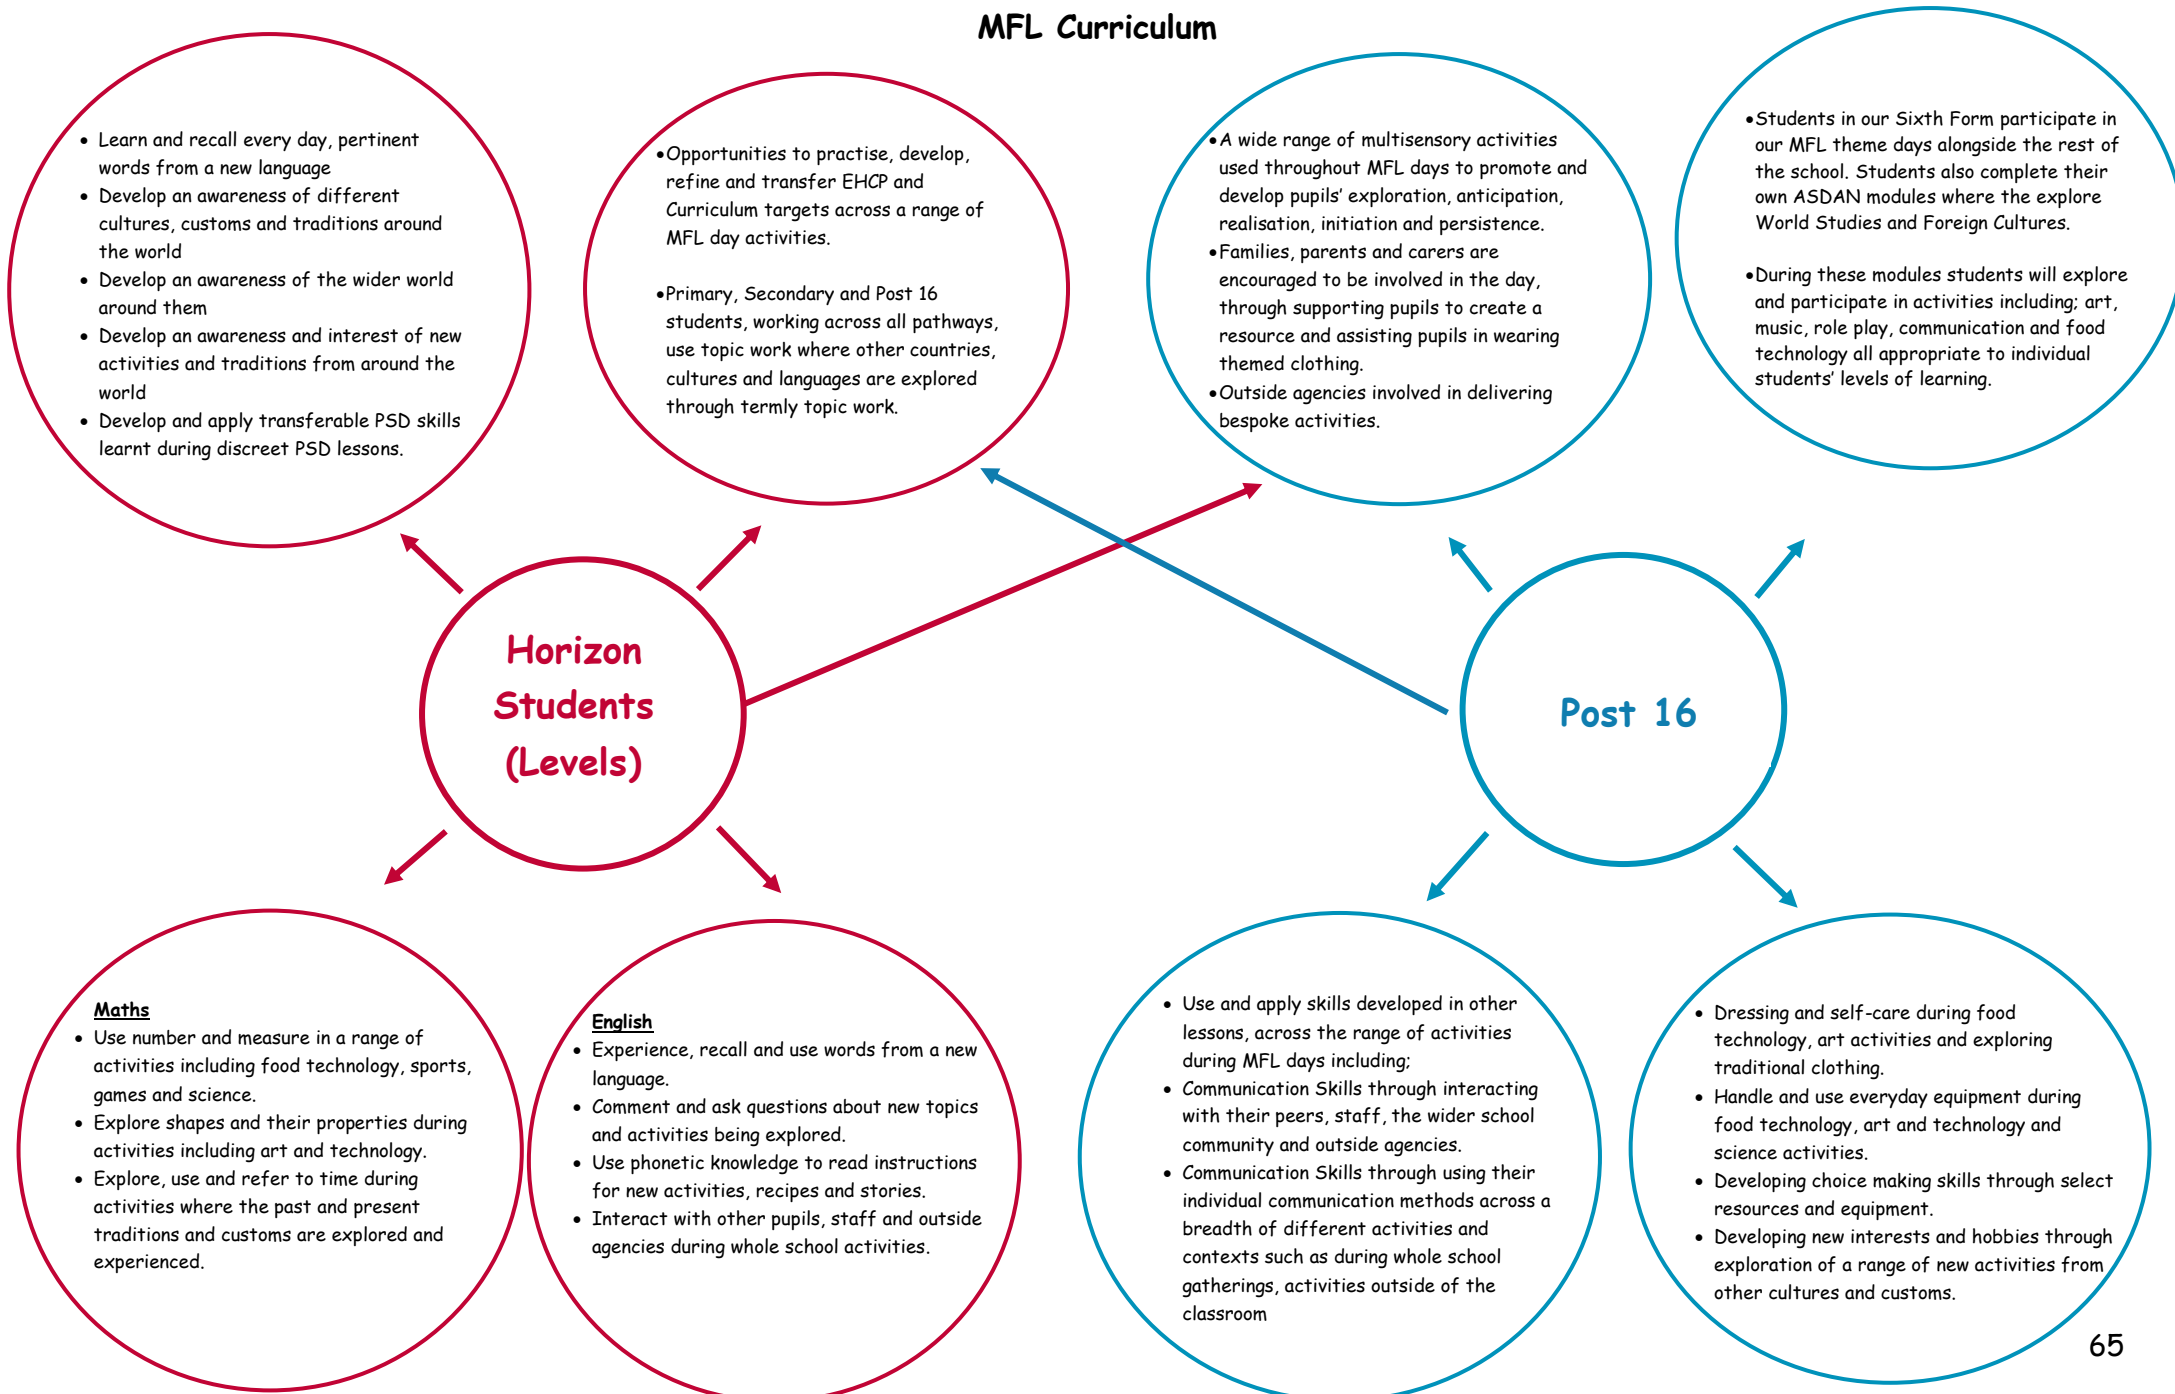 MFL Curriculum
• Learn and recall every day, pertinent
words from a new language
• Develop an awareness of different
cultures, customs and traditions around
the world
• Develop an awareness of the wider world
around them
• Develop an awareness and interest of new
activities and traditions from around the
world
• Develop and apply transferable PSD skills
learnt during discreet PSD lessons.
•Opportunities to practise, develop,
refine and transfer EHCP and
Curriculum targets across a range of
MFL day activities.
•Primary, Secondary and Post 16
students, working across all pathways,
use topic work where other countries,
cultures and languages are explored
through termly topic work.
•A wide range of multisensory activities
used throughout MFL days to promote and
develop pupils’ exploration, anticipation,
realisation, initiation and persistence.
•Families, parents and carers are
encouraged to be involved in the day,
through supporting pupils to create a
resource and assisting pupils in wearing
themed clothing.
•Outside agencies involved in delivering
bespoke activities.
•Students in our Sixth Form participate in
our MFL theme days alongside the rest of
the school. Students also complete their
own ASDAN modules where the explore
World Studies and Foreign Cultures.
•During these modules students will explore
and participate in activities including; art,
music, role play, communication and food
technology all appropriate to individual
students’ levels of learning.
Horizon
Students
(Levels)
Post 16
Maths
• Use number and measure in a range of
activities including food technology, sports,
games and science.
• Explore shapes and their properties during
activities including art and technology.
• Explore, use and refer to time during
activities where the past and present
traditions and customs are explored and
experienced.
English
• Experience, recall and use words from a new
language.
• Comment and ask questions about new topics
and activities being explored.
• Use phonetic knowledge to read instructions
for new activities, recipes and stories.
• Interact with other pupils, staff and outside
agencies during whole school activities.
• Use and apply skills developed in other
lessons, across the range of activities
during MFL days including;
• Communication Skills through interacting
with their peers, staff, the wider school
community and outside agencies.
• Communication Skills through using their
individual communication methods across a
breadth of different activities and
contexts such as during whole school
gatherings, activities outside of the
classroom
• Dressing and self-care during food
technology, art activities and exploring
traditional clothing.
• Handle and use everyday equipment during
food technology, art and technology and
science activities.
• Developing choice making skills through select
resources and equipment.
• Developing new interests and hobbies through
exploration of a range of new activities from
other cultures and customs.
65